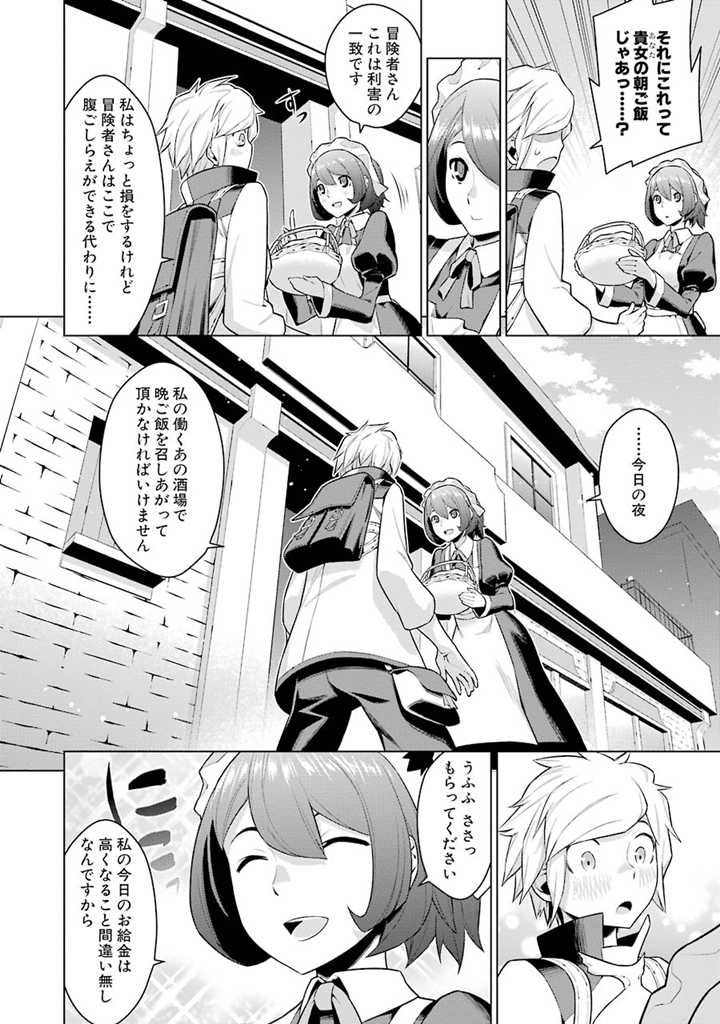 それにこれって
貴女の朝ご飯
あなた
じゃあっ……?
冒険者さん
これは利害の
一致です
すっ
私はちょっと損をするけれど
冒険者さんはここで
腹ごしらえができる代わりに……
……今日の夜
私の働くあの酒場で
晩ご飯を召しあがって
頂かなければいけません
うふふ ささっ
もらってください
にこにこ
私の今日のお給金は
高くなること間違い無し
なんですから